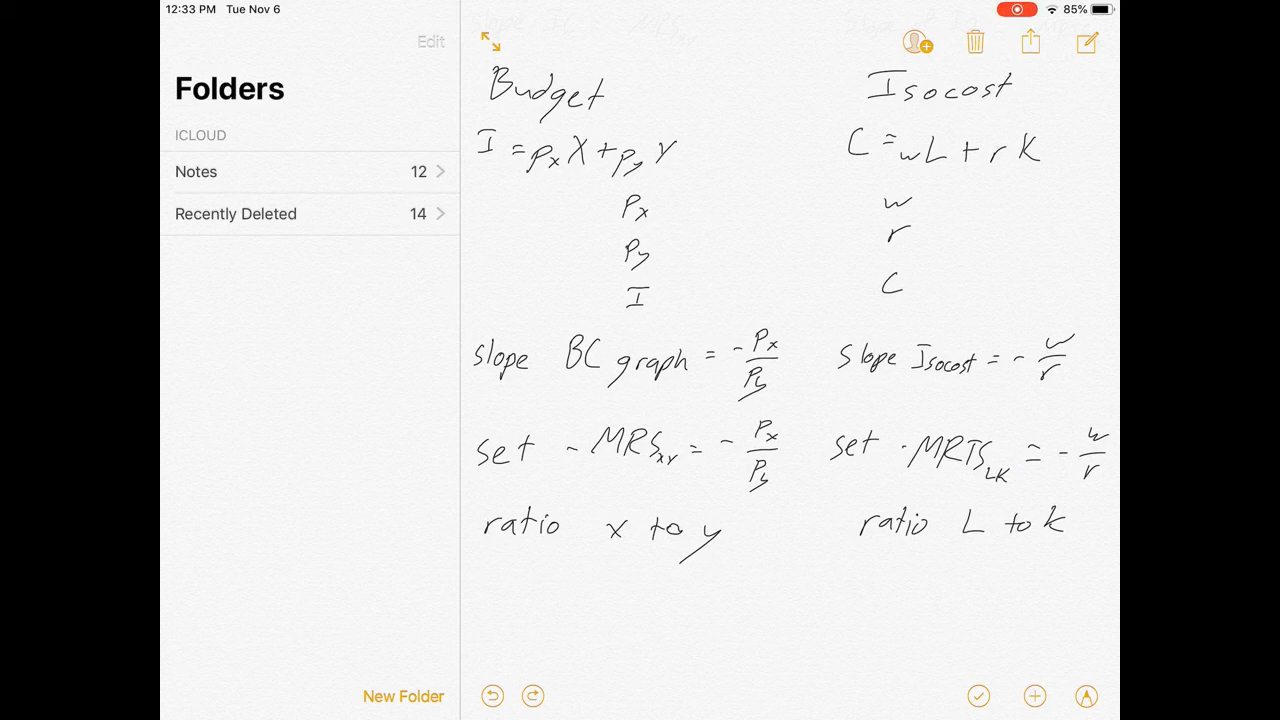 12:33 PM Tue Nov 6
85%
Edit
Folders
ICLOUD
Notes 12
Recently Deleted 14
New Folder
Budget Isocost
I = PxX + PyY C = wL + rK
Px w
Py r
I C
slope BC graph = - Px/Py slope Isocost = - w/r
set - MRSxy = - Px/Py set - MRTSLK = - w/r
ratio x to y ratio L to K